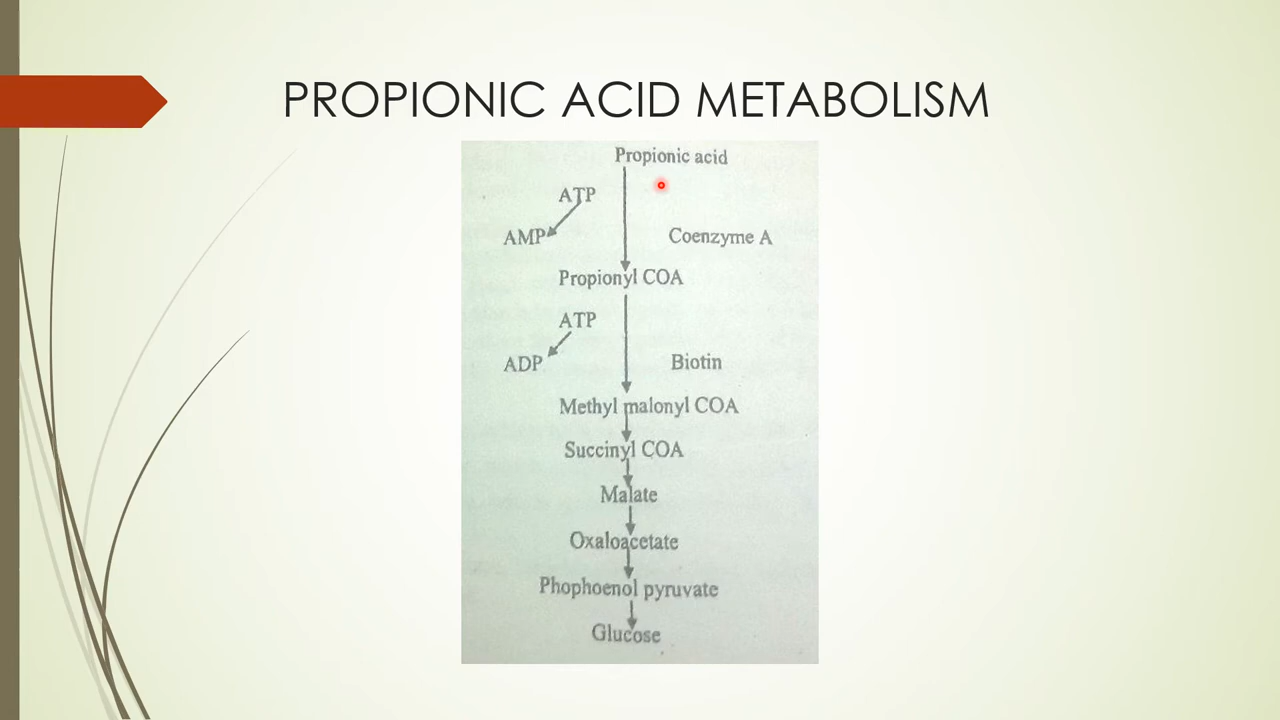 PROPIONIC ACID METABOLISM
Propionic acid
ATP
AMP
Coenzyme A
Propionyl COA
ATP
ADP
Biotin
Methyl malonyl COA
Succinyl COA
Malate
Oxaloacetate
Phophoenol pyruvate
Glucose